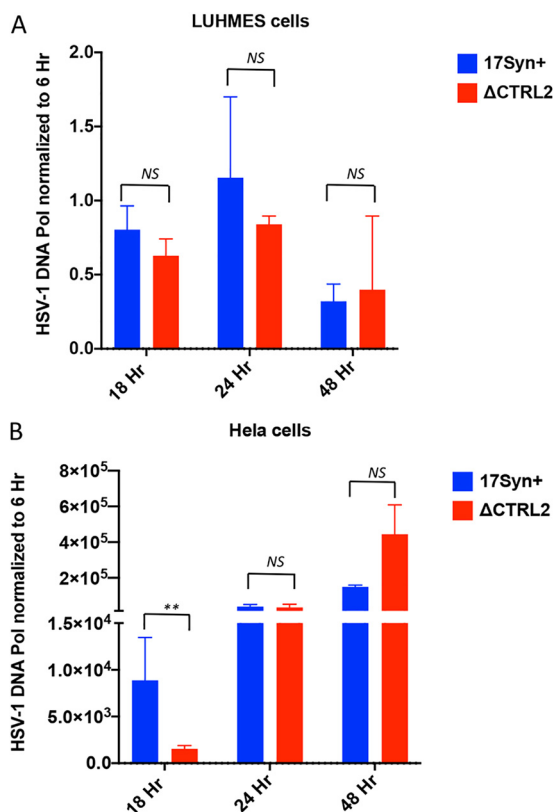 A
LUHMES cells
HSV-1 DNA Pol normalized to 6 Hr
2.0
1.5
1.0
0.5
0.0
NS
NS
NS
18 Hr
24 Hr
48 Hr
17Syn+
ΔCTRL2
B
Hela cells
HSV-1 DNA Pol normalized to 6 Hr
8×10⁵
6×10⁵
4×10⁵
2×10⁵
1.5×10⁴
1.0×10⁴
5.0×10³
0.0
**
NS
NS
18 Hr
24 Hr
48 Hr
17Syn+
ΔCTRL2